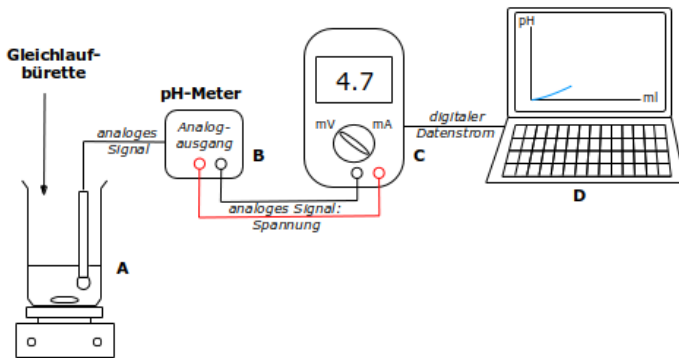 Gleichlauf-
bürette
pH-Meter
analoges
Signal
Analog-
ausgang
B
4.7
mV
mA
C
analoges Signal:
Spannung
digitaler
Datenstrom
pH
ml
D
A